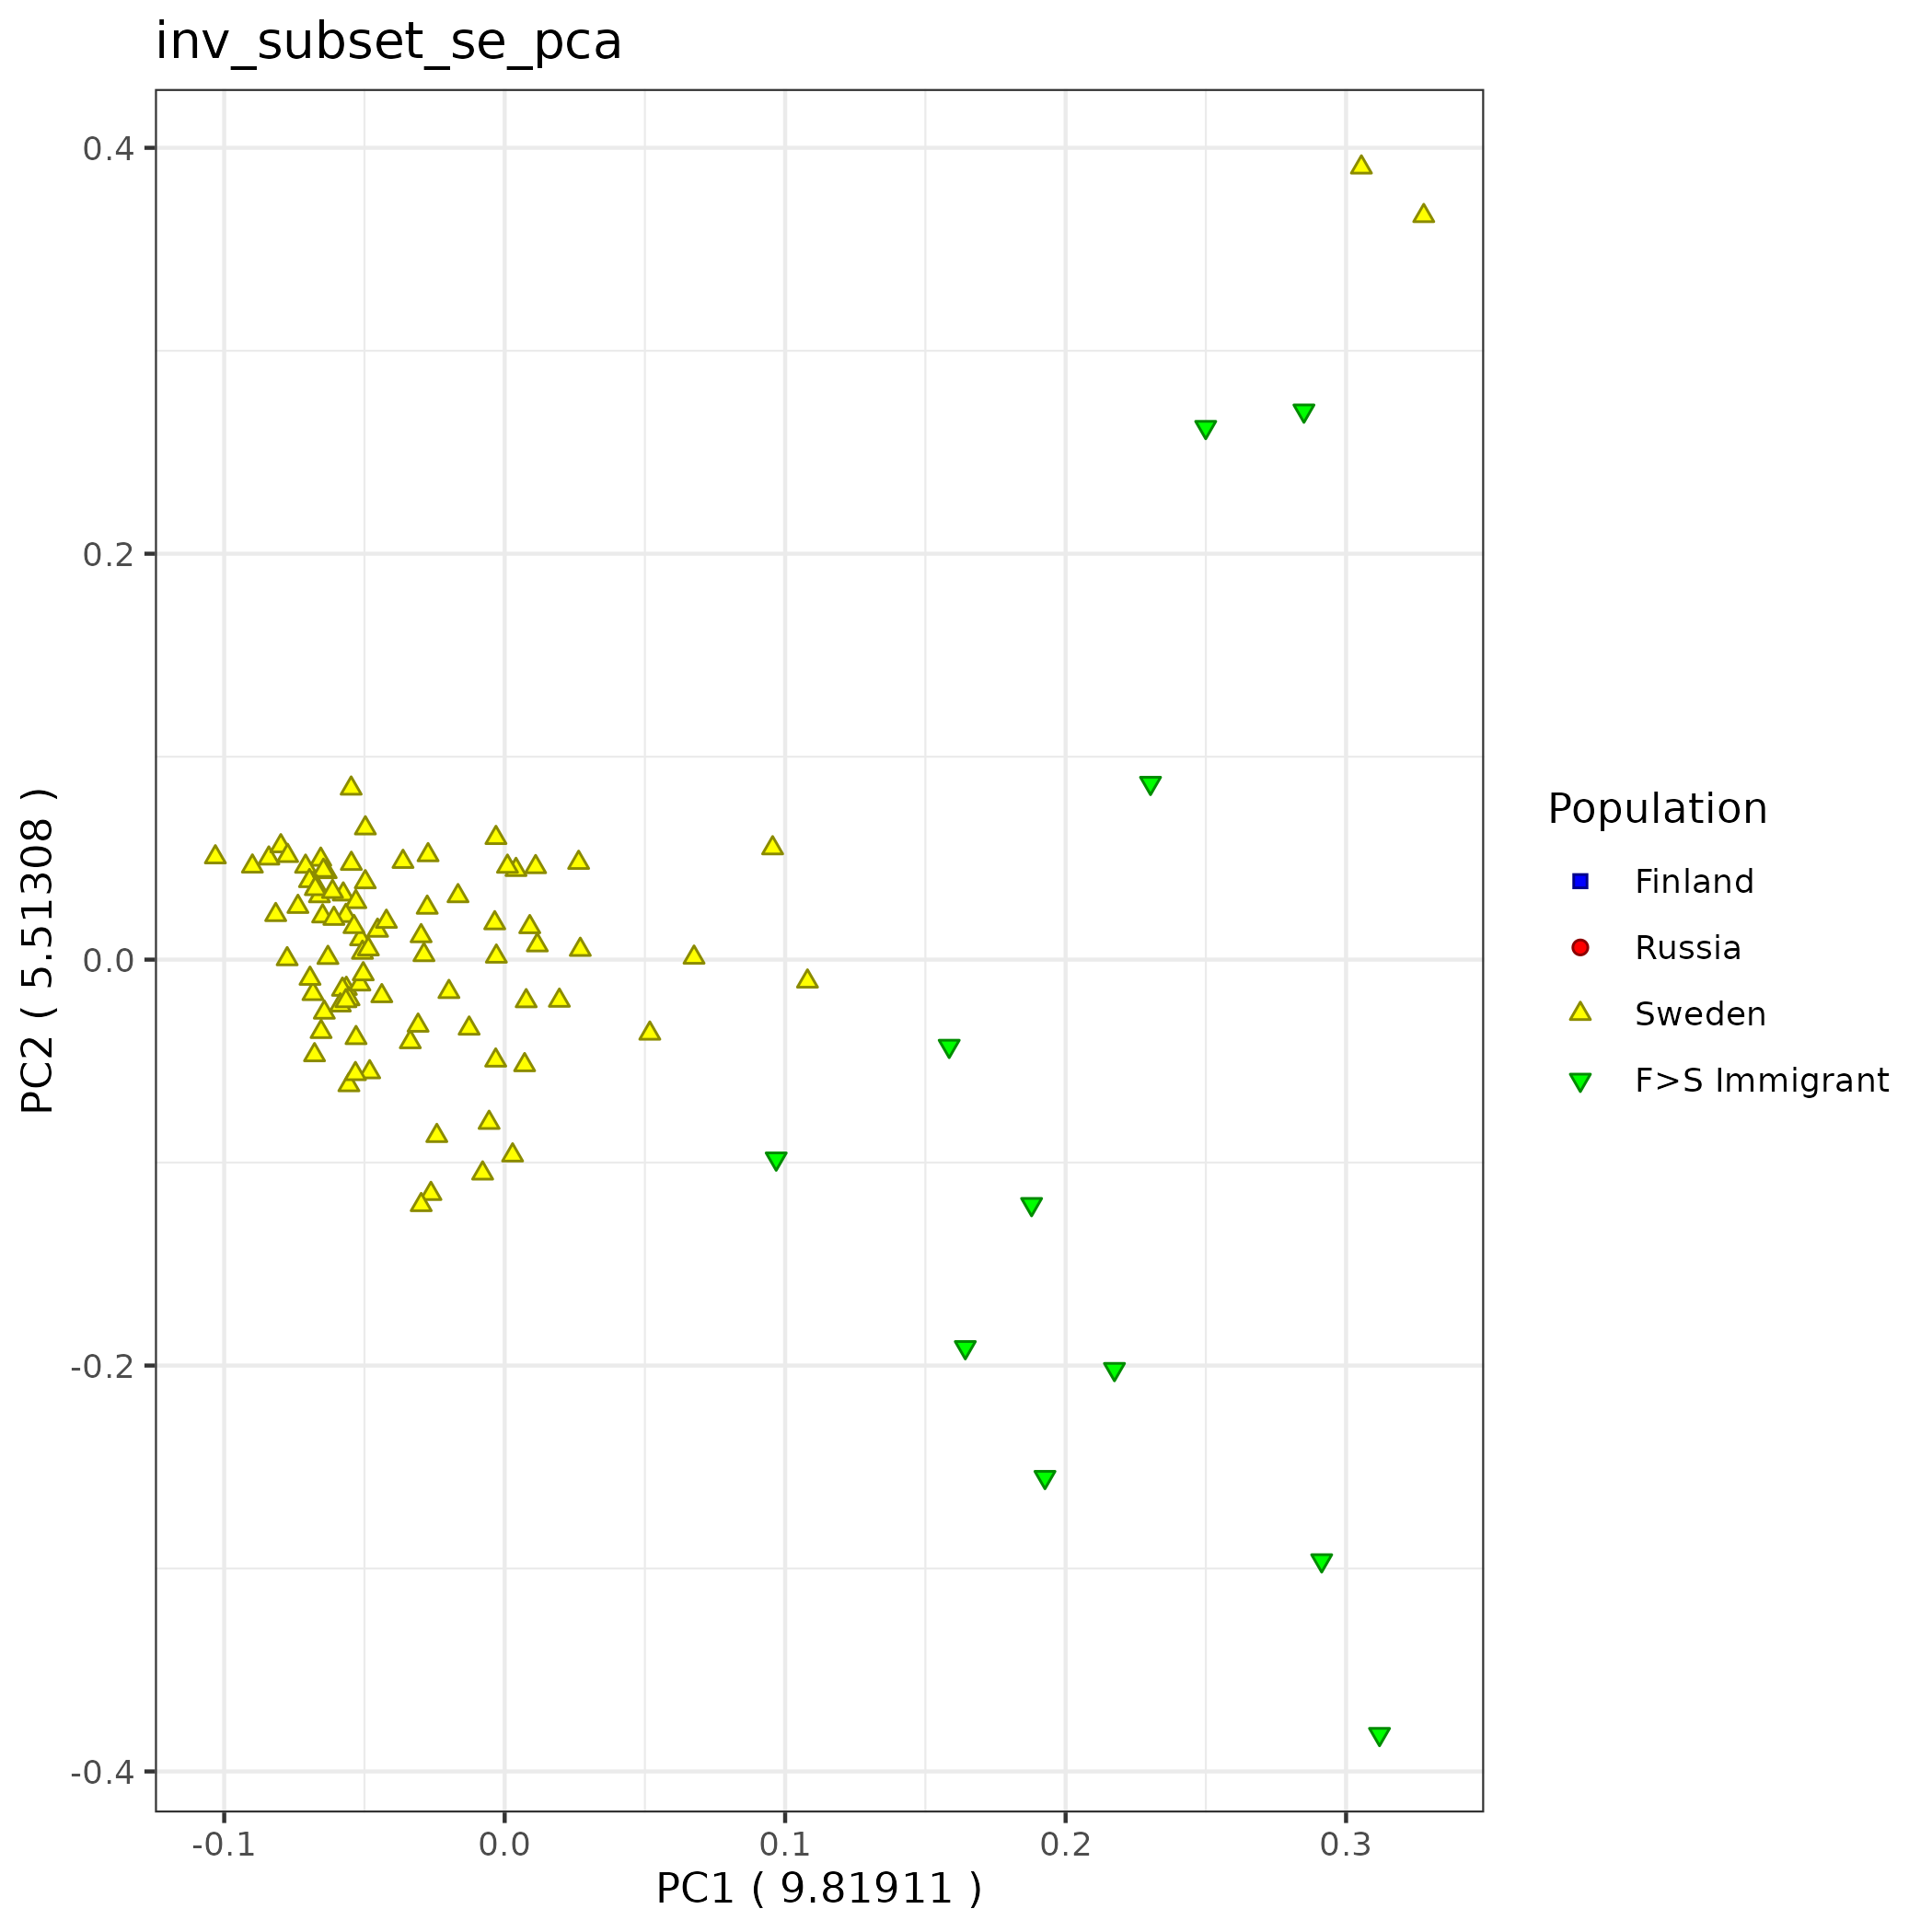 inv_subset_se_pca
0.4
0.2
0.0
-0.2
-0.4
PC2 ( 5.51308 )
-0.1
0.0
0.1
0.2
0.3
PC1 ( 9.81911 )
Population
Finland
Russia
Sweden
F>S Immigrant